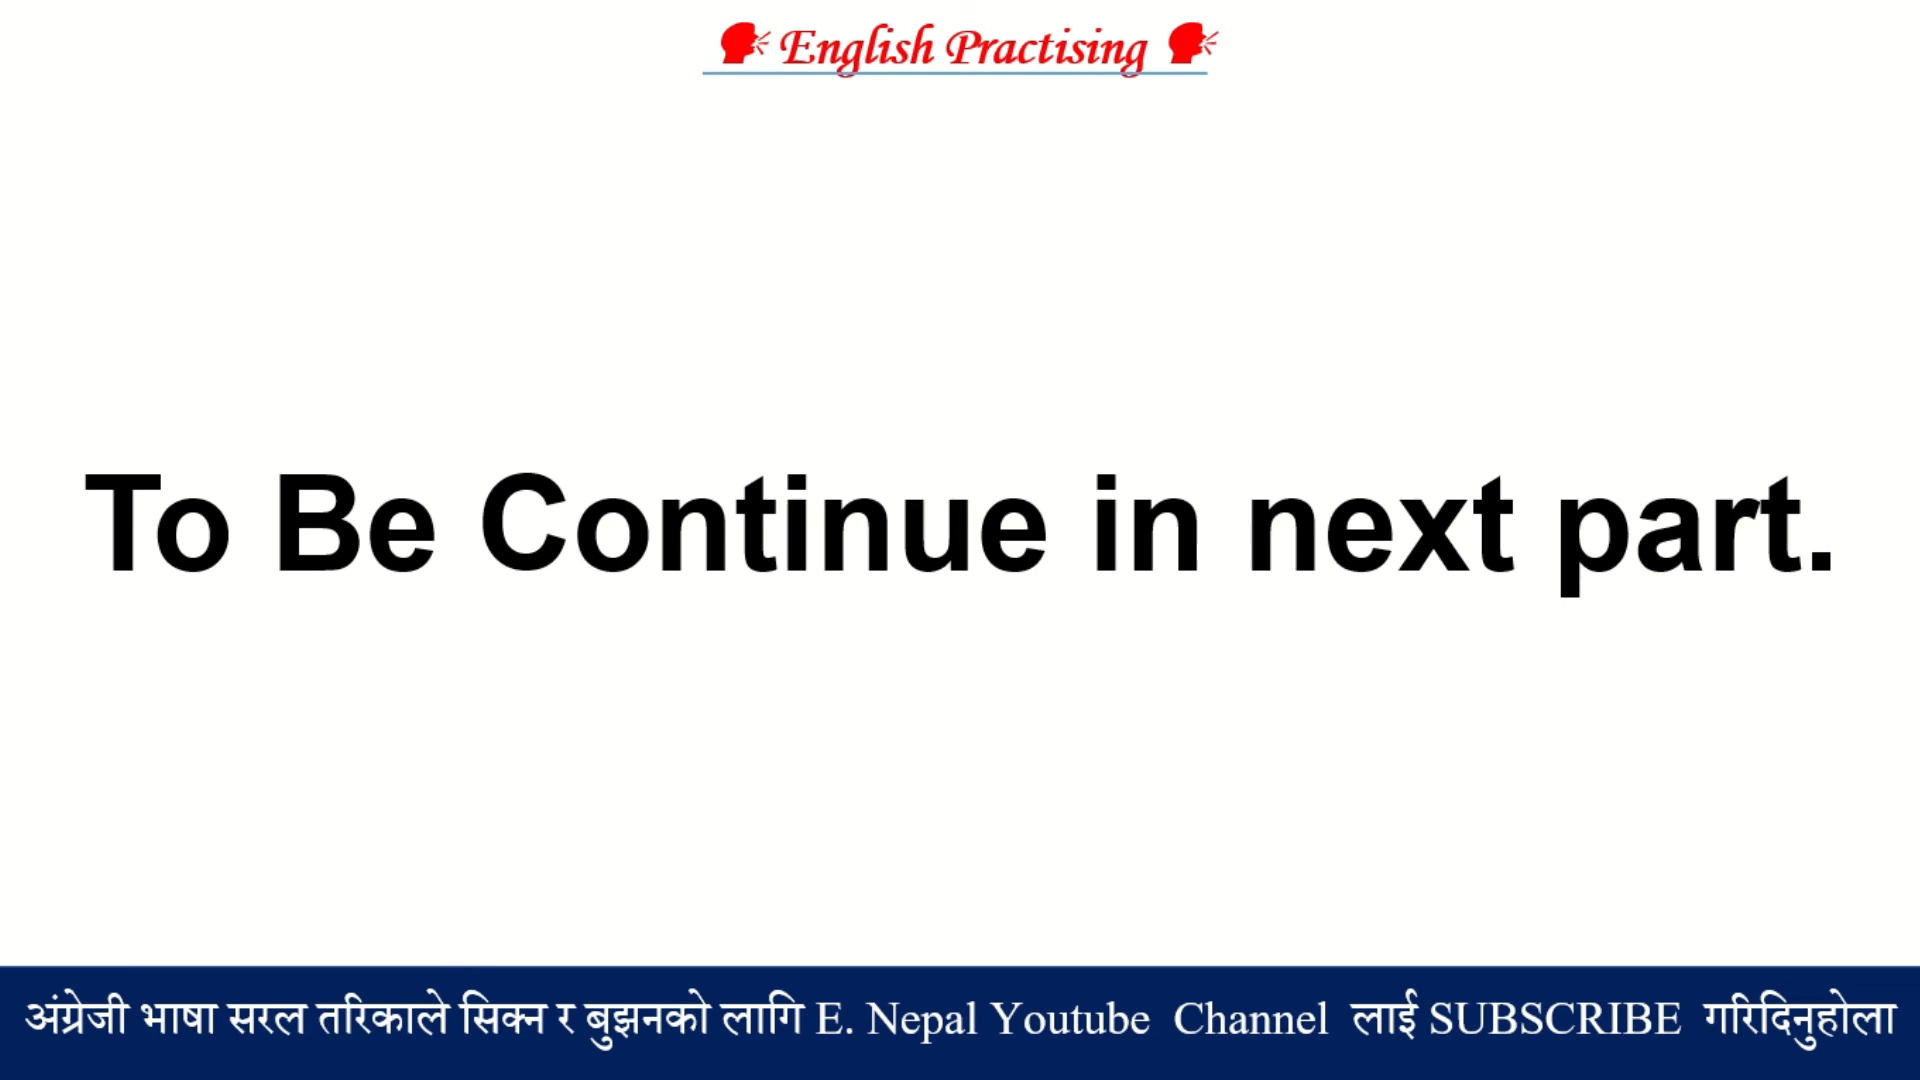 English Practising
To Be Continue in next part.
अंग्रेजी भाषा सरल तरिकाले सिक्न र बुझनको लागि E. Nepal Youtube Channel लाई SUBSCRIBE गरिदिनुहोला